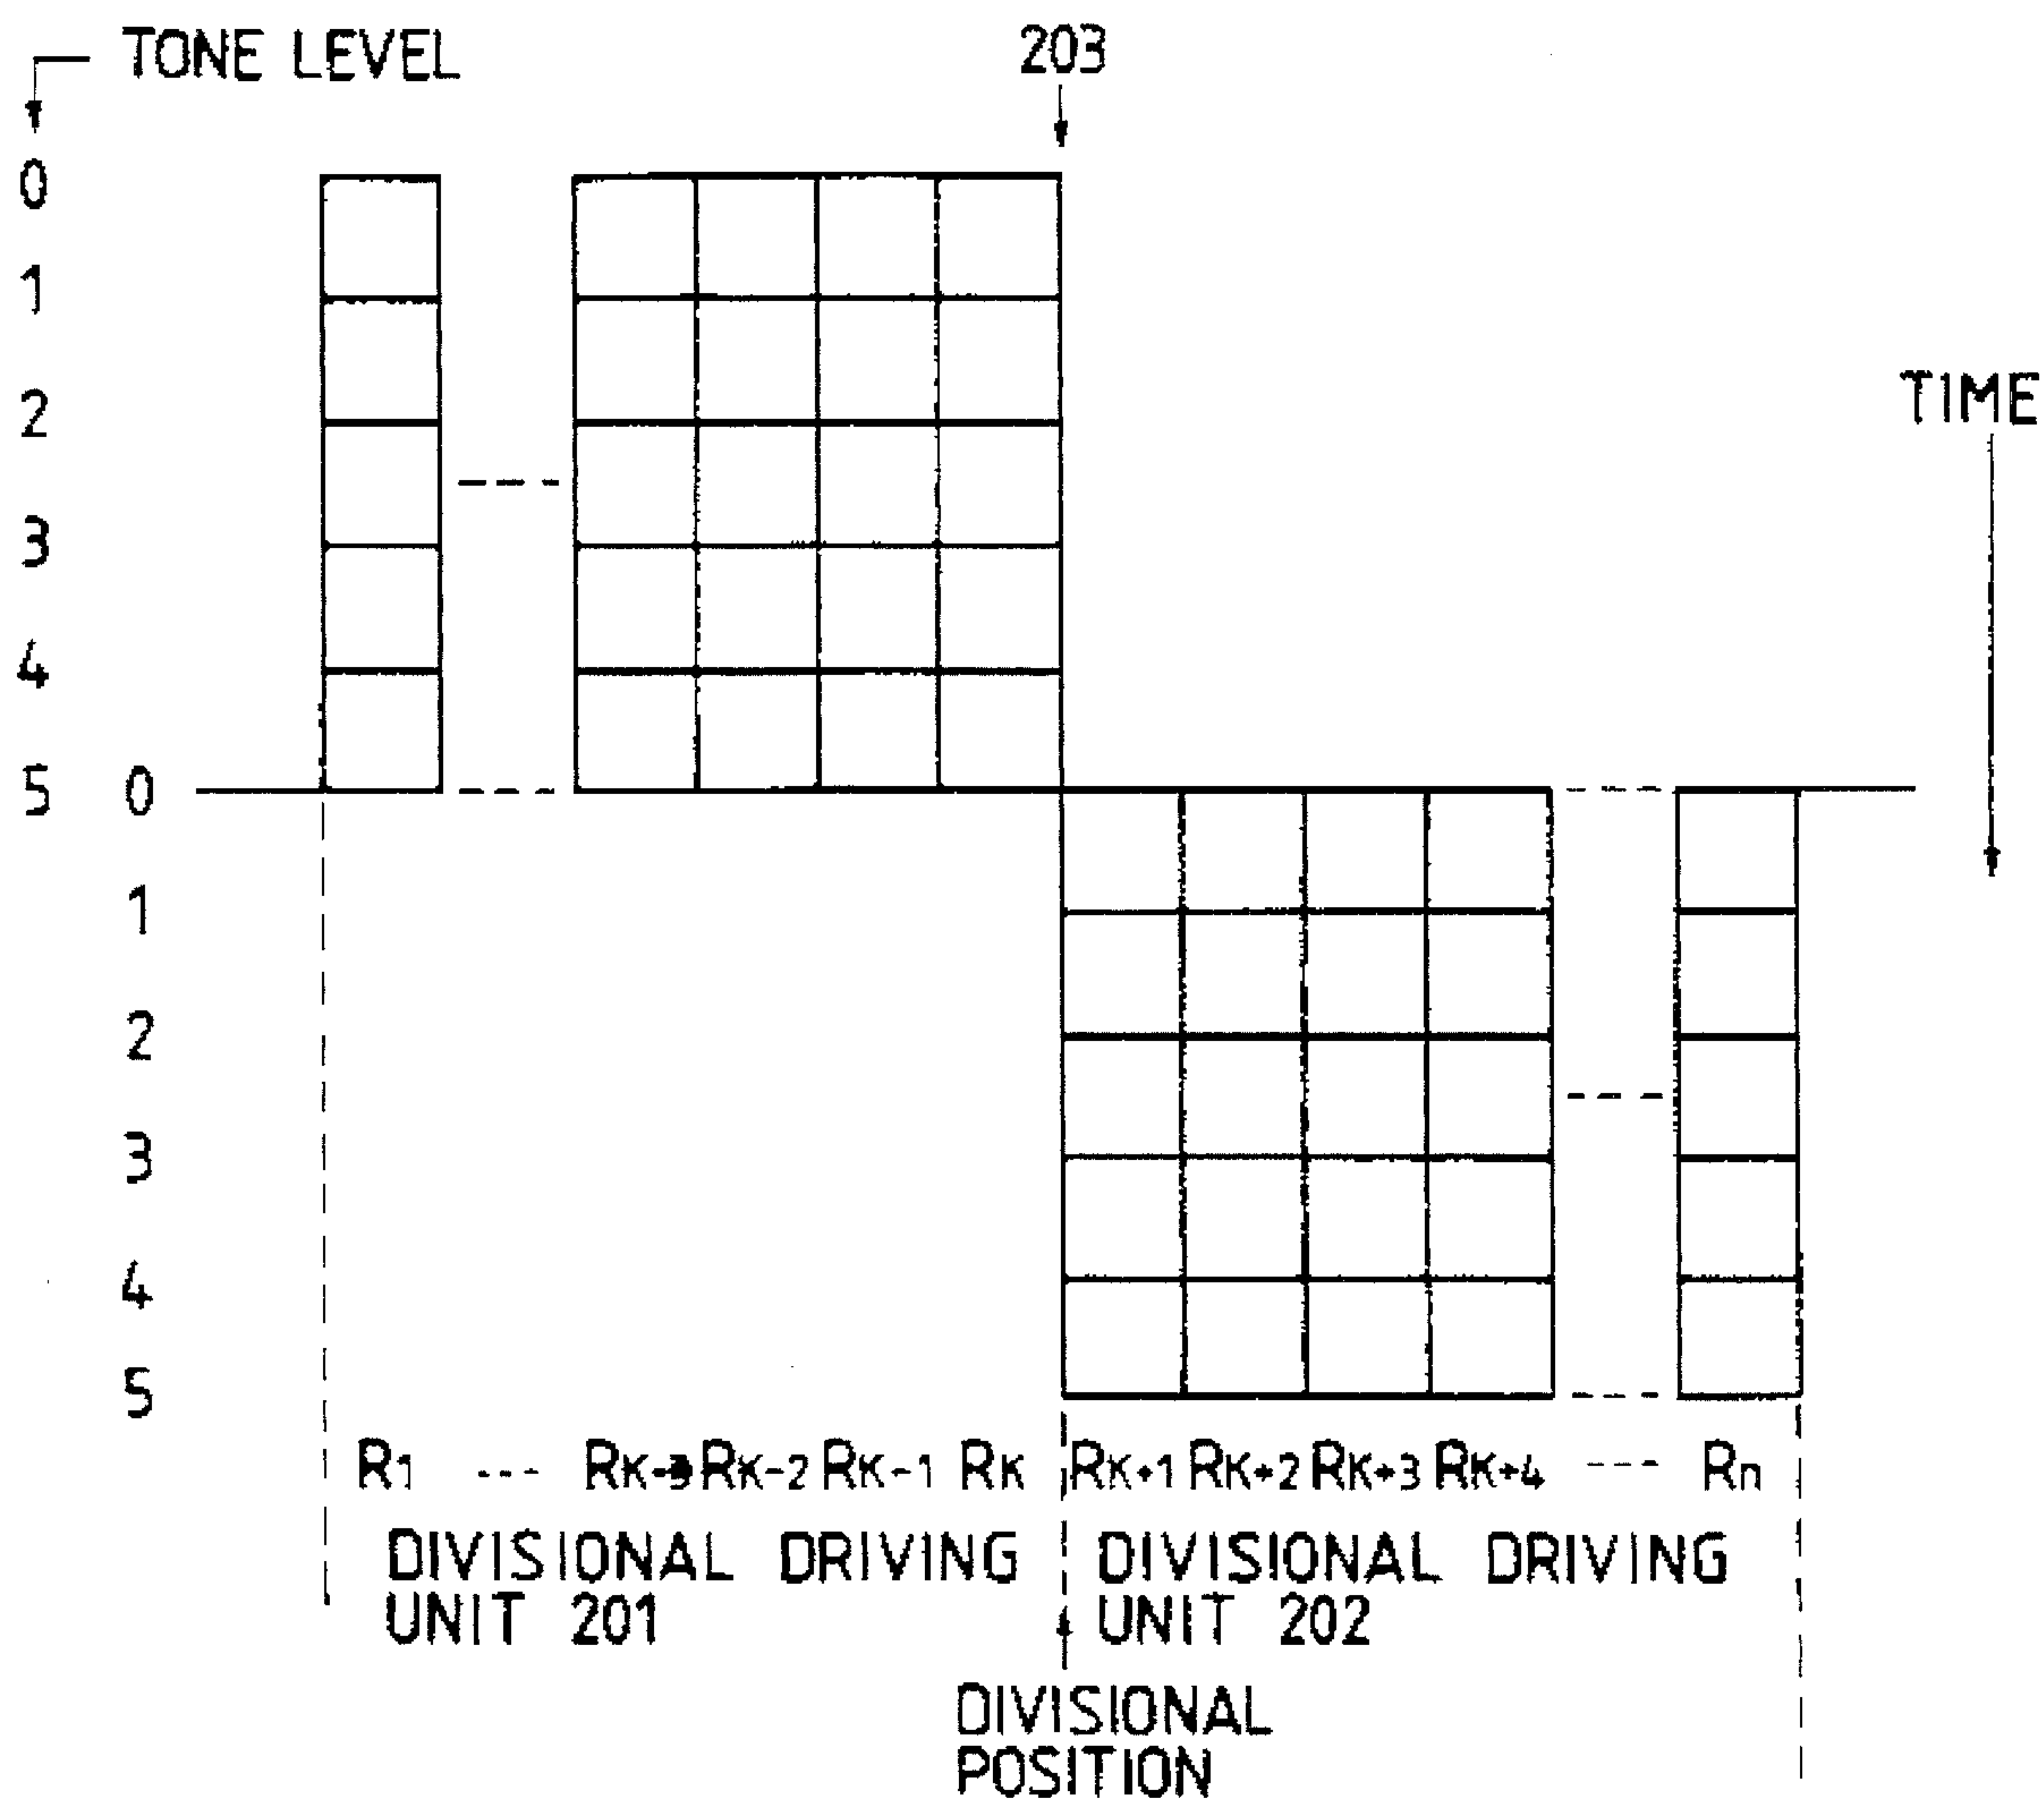 TONE LEVEL
203
0
1
2
TIME
3
4
5 0
1
2
3
4
5
R1 --- RK-3 RK-2 RK-1 RK RK+1 RK+2 RK+3 RK+4 --- Rn
DIVISIONAL DRIVING
UNIT 201
DIVISIONAL DRIVING
UNIT 202
DIVISIONAL
POSITION